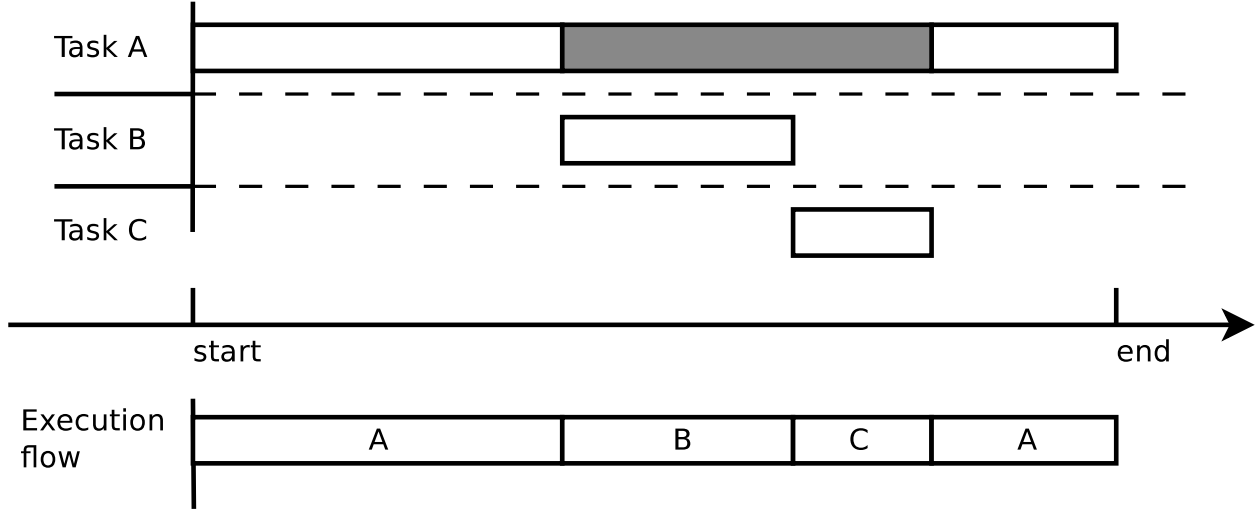 Task A
Task B
Task C
start
end
Execution
flow
A
B
C
A